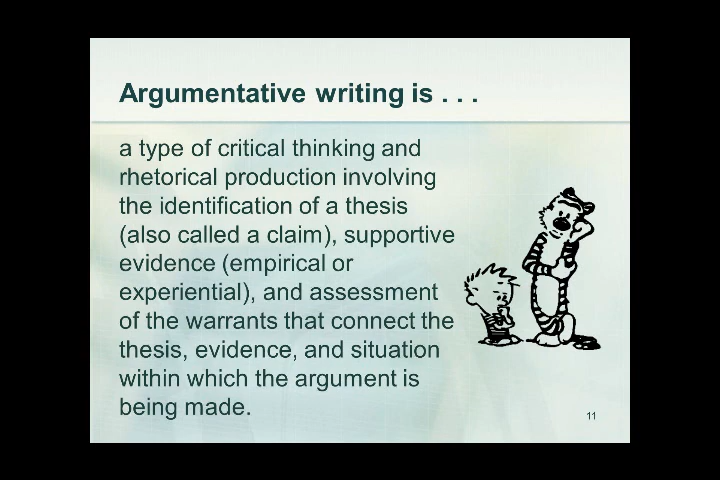 Argumentative writing is . . .
a type of critical thinking and
rhetorical production involving
the identification of a thesis
(also called a claim), supportive
evidence (empirical or
experiential), and assessment
of the warrants that connect the
thesis, evidence, and situation
within which the argument is
being made.
11